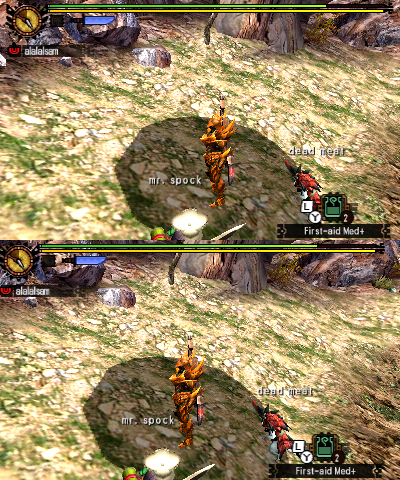 alalalsam
dead meat
mr. spock
L
Y
2
First-aid Med+
alalalsam
dead meat
mr. spock
L
Y
2
First-aid Med+